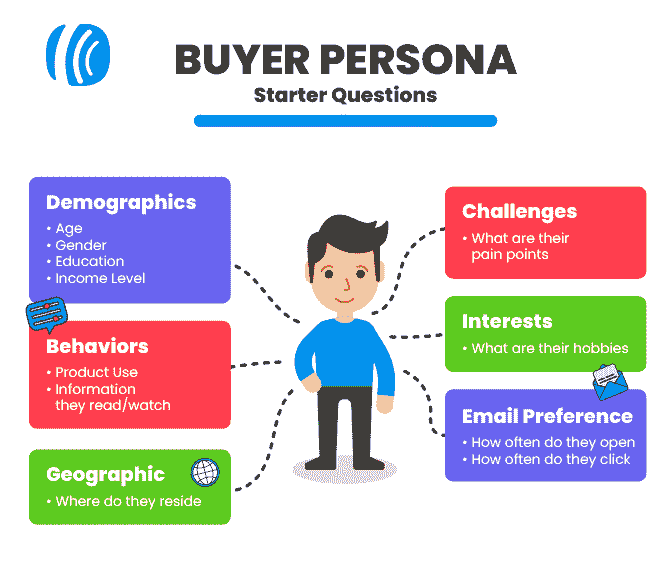 BUYER PERSONA
Starter Questions
Demographics
• Age
• Gender
• Education
• Income Level
Behaviors
• Product Use
• Information
they read/watch
Geographic
• Where do they reside
Challenges
• What are their
pain points
Interests
• What are their hobbies
Email Preference
• How often do they open
• How often do they click